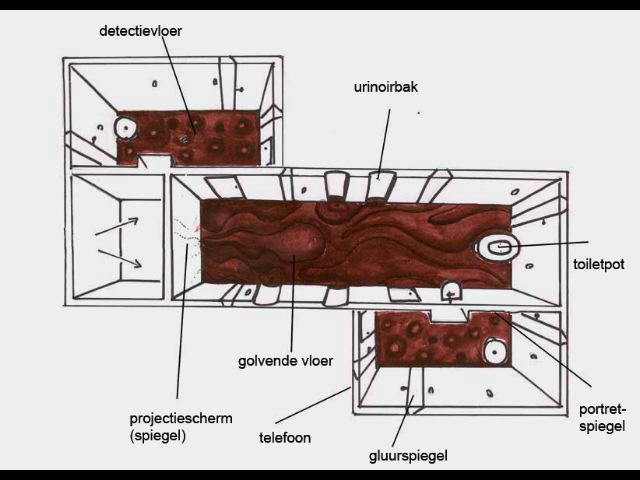 detectievloer
urinoirbak
toiletpot
golvende vloer
projectiescherm
(spiegel)
telefoon
portret-
spiegel
gluurspiegel